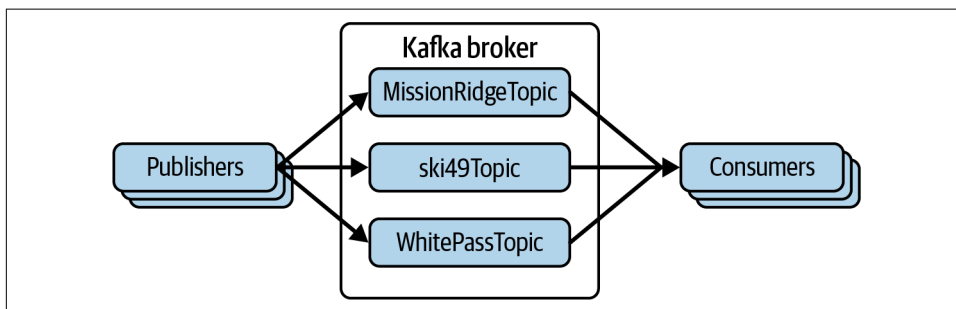 Kafka broker
MissionRidgeTopic
Publishers
ski49Topic
Consumers
WhitePassTopic